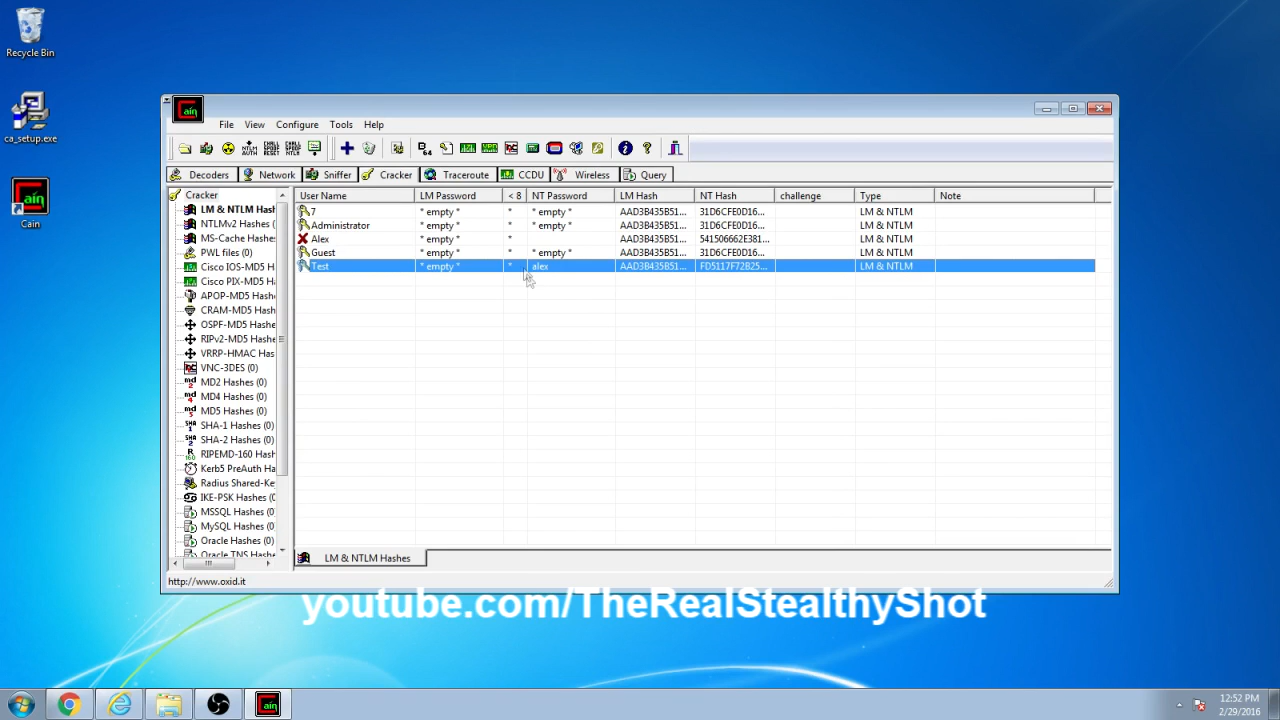 Recycle Bin
ca_setup.exe
Cain
File View Configure Tools Help
Decoders Network Sniffer Cracker Traceroute CCDU Wireless Query
Cracker
LM & NTLM Hash
NTLMv2 Hashes (
MS-Cache Hashe
PWL files (0)
Cisco IOS-MD5 H
Cisco PIX-MD5 H
APOP-MD5 Hashe
CRAM-MD5 Hash
OSPF-MD5 Hashe
RIPv2-MD5 Hashe
VRRP-HMAC Has
VNC-3DES (0)
MD2 Hashes (0)
MD4 Hashes (0)
MD5 Hashes (0)
SHA-1 Hashes (0)
SHA-2 Hashes (0)
RIPEMD-160 Hash
Kerb5 PreAuth Ha
Radius Shared-Ke
IKE-PSK Hashes (0
MSSQL Hashes (0)
MySQL Hashes (0)
Oracle Hashes (0)
Oracle TNS Hashe
User Name LM Password < 8 NT Password LM Hash NT Hash challenge Type Note
7 * empty * * * empty * AAD3B435B51... 31D6CFE0D16... LM & NTLM
Administrator * empty * * * empty * AAD3B435B51... 31D6CFE0D16... LM & NTLM
Alex * empty * * AAD3B435B51... 541506662E381... LM & NTLM
Guest * empty * * * empty * AAD3B435B51... 31D6CFE0D16... LM & NTLM
Test * empty * * alex AAD3B435B51... FD5117F72B25... LM & NTLM
LM & NTLM Hashes
http://www.oxid.it
youtube.com/TheRealStealthyShot
12:52 PM
2/29/2016